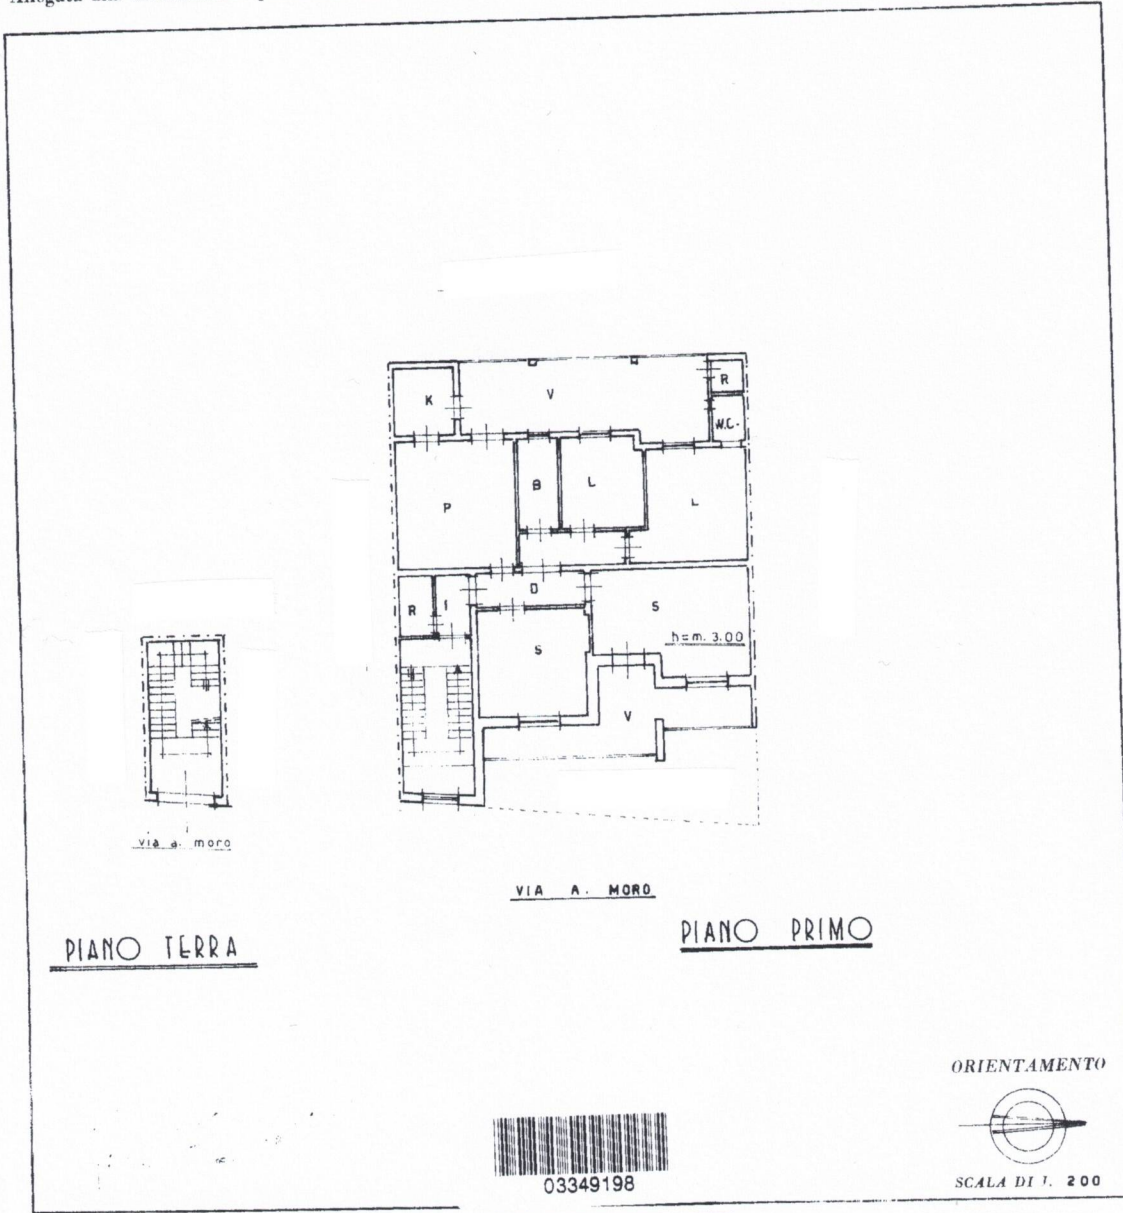 K
V
R
W.C.
P
B
L
L
R
I
D
S
S
h=m. 3.00
V
via a. moro
VIA A. MORO
PIANO TERRA
PIANO PRIMO
ORIENTAMENTO
SCALA DI 1. 200
03349198